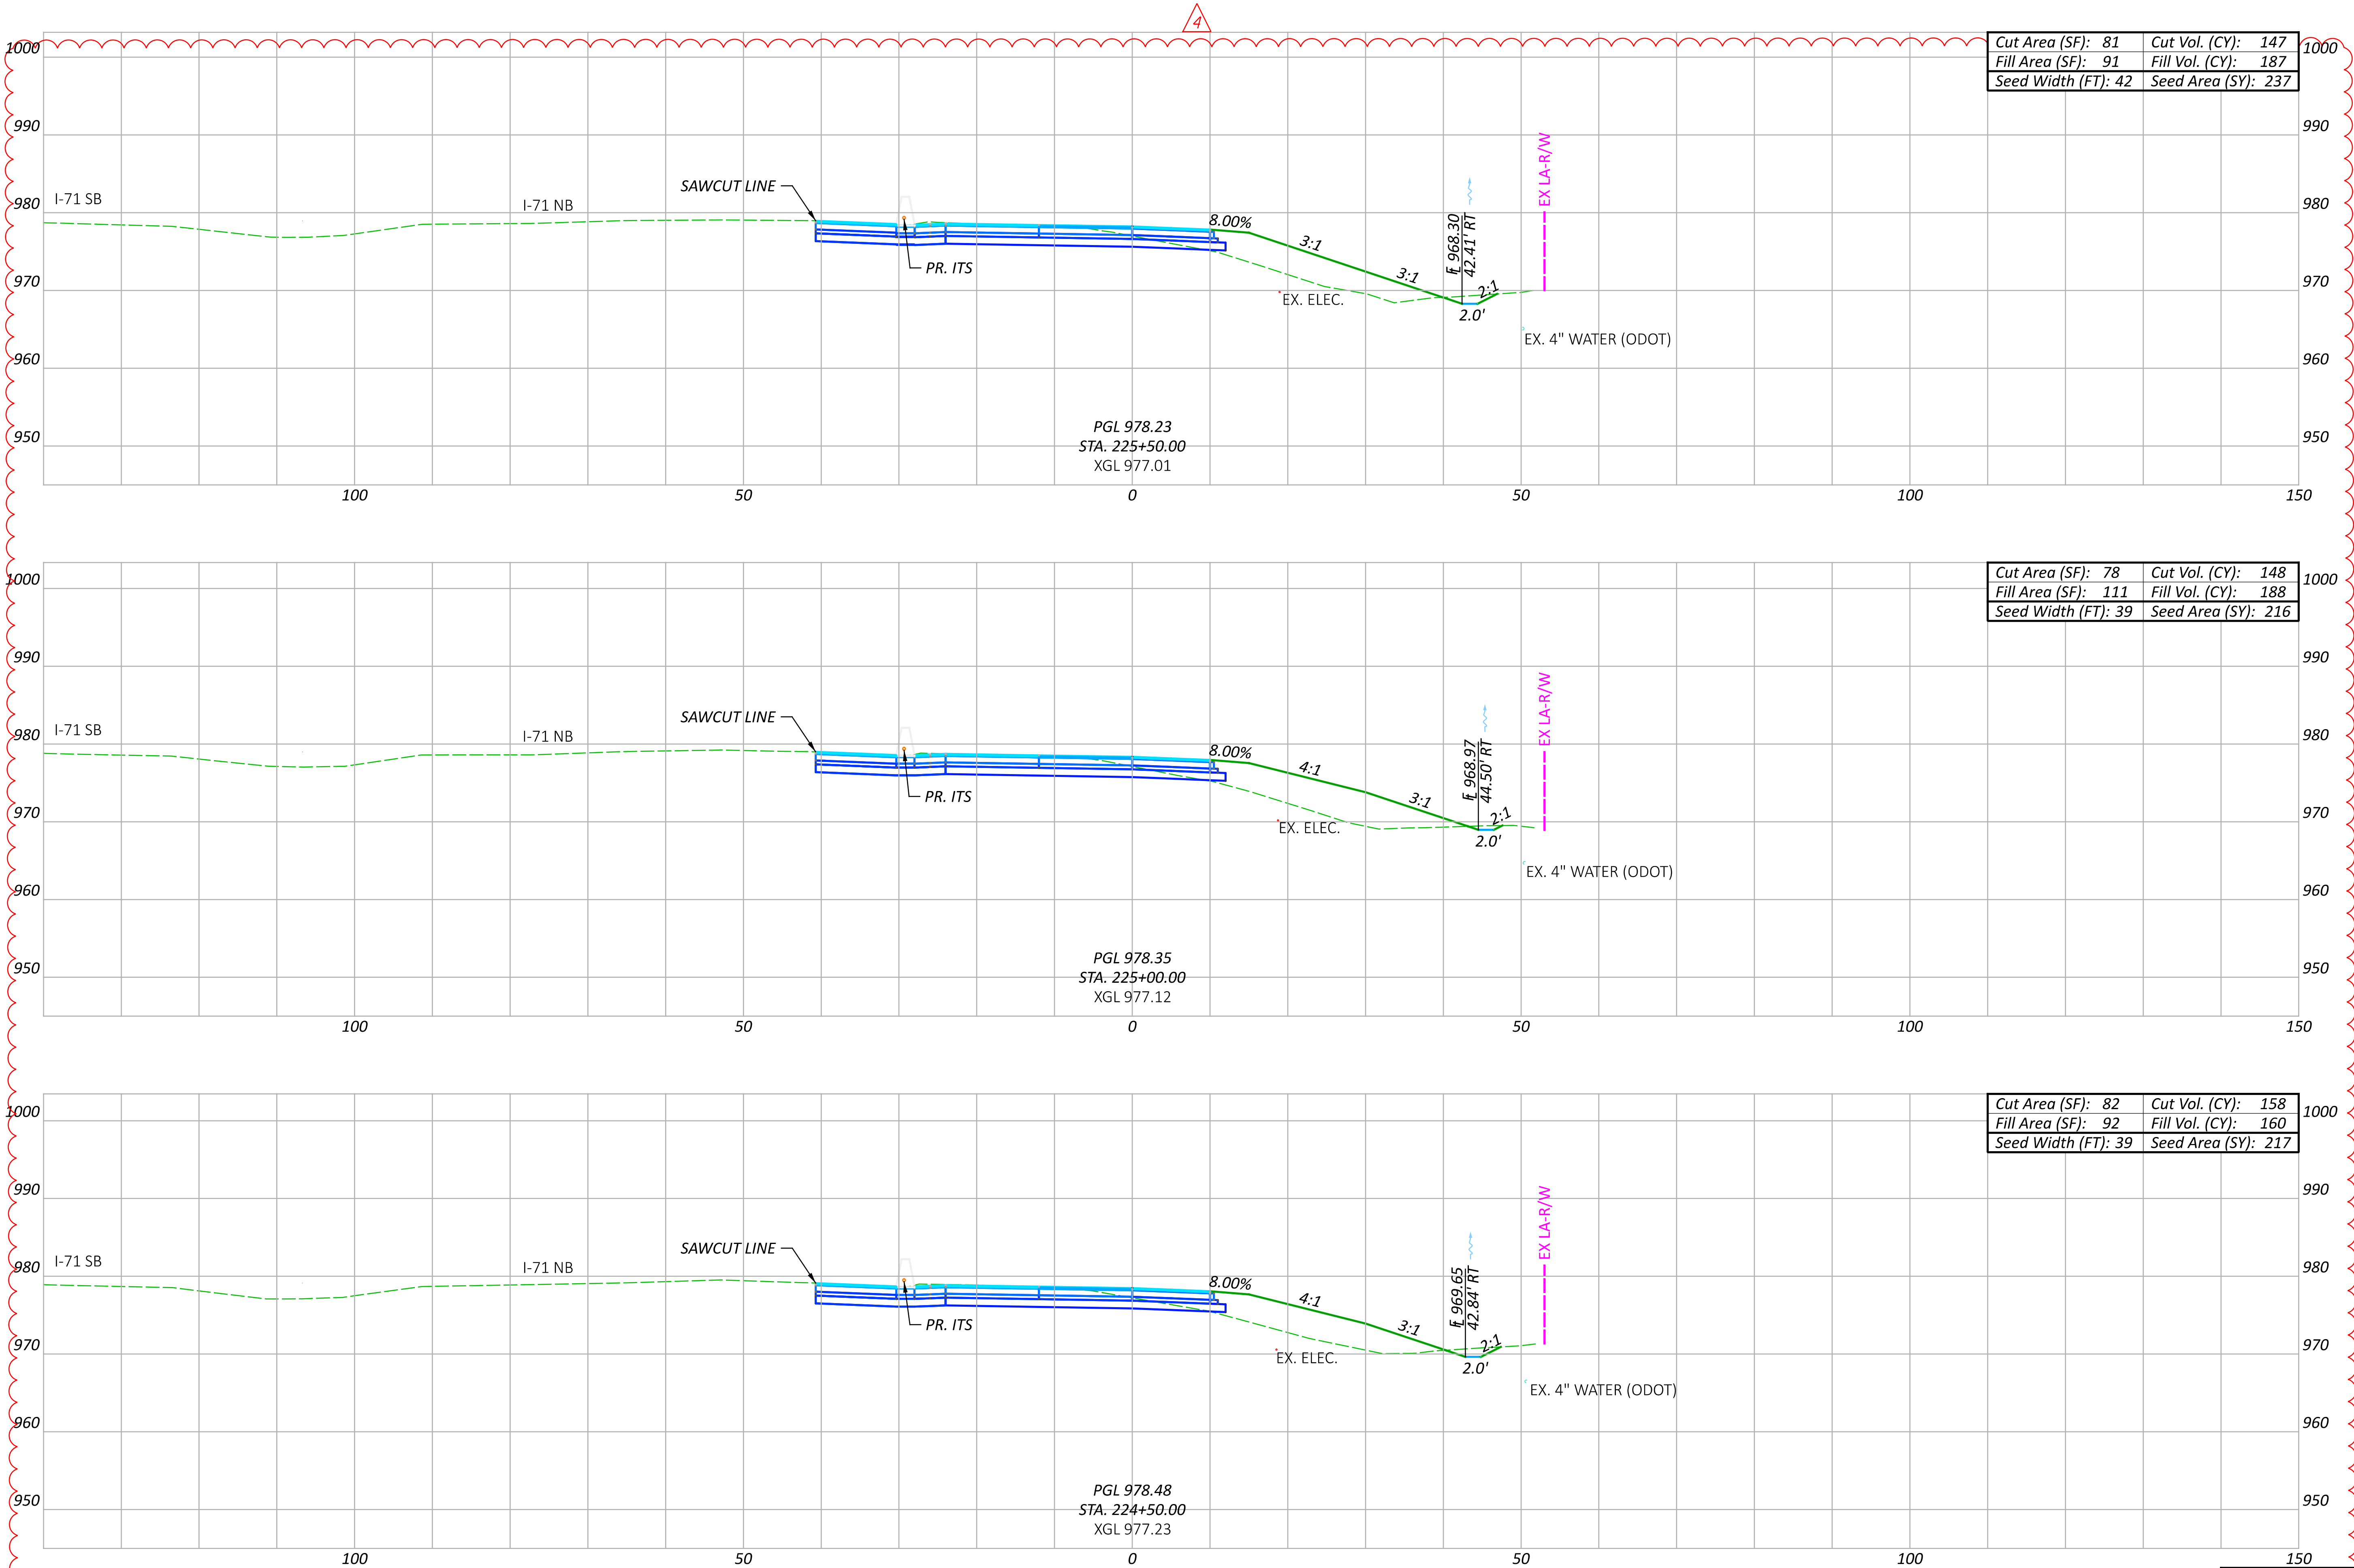 4
1000
Cut Area (SF): 81 Cut Vol. (CY): 147
1000
Fill Area (SF): 91 Fill Vol. (CY): 187
Seed Width (FT): 42 Seed Area (SY): 237
990
990
EX LA-R/W
SAWCUT LINE
I-71 SB
I-71 NB
980
980
8.00%
3:1
FL 968.30
42.41' RT
PR. ITS
3:1
970
970
2:1
EX. ELEC.
2.0'
EX. 4" WATER (ODOT)
960
960
PGL 978.23
950
950
STA. 225+50.00
XGL 977.01
100 50 0 50 100 150
1000
Cut Area (SF): 78 Cut Vol. (CY): 148
1000
Fill Area (SF): 111 Fill Vol. (CY): 188
Seed Width (FT): 39 Seed Area (SY): 216
990
990
EX LA-R/W
SAWCUT LINE
I-71 SB
I-71 NB
980
980
8.00%
4:1
FL 968.97
44.50' RT
PR. ITS
3:1
970
970
2:1
EX. ELEC.
2.0'
EX. 4" WATER (ODOT)
960
960
PGL 978.35
950
950
STA. 225+00.00
XGL 977.12
100 50 0 50 100 150
1000
Cut Area (SF): 82 Cut Vol. (CY): 158
1000
Fill Area (SF): 92 Fill Vol. (CY): 160
Seed Width (FT): 39 Seed Area (SY): 217
990
990
EX LA-R/W
SAWCUT LINE
I-71 SB
I-71 NB
980
980
8.00%
4:1
FL 969.65
42.84' RT
PR. ITS
3:1
970
970
2:1
EX. ELEC.
2.0'
EX. 4" WATER (ODOT)
960
960
PGL 978.48
950
950
STA. 224+50.00
XGL 977.23
100 50 0 50 100 150